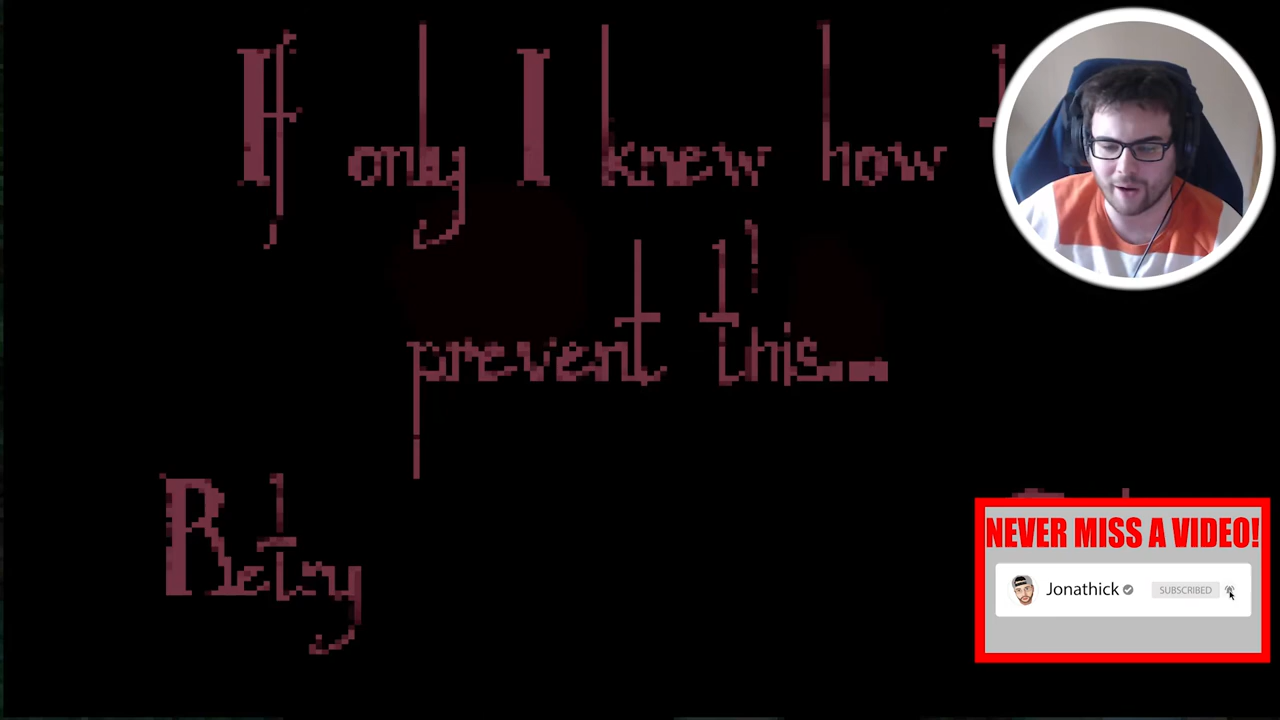 If only I knew how
prevent this...
Retry
NEVER MISS A VIDEO!
Jonathick
SUBSCRIBED